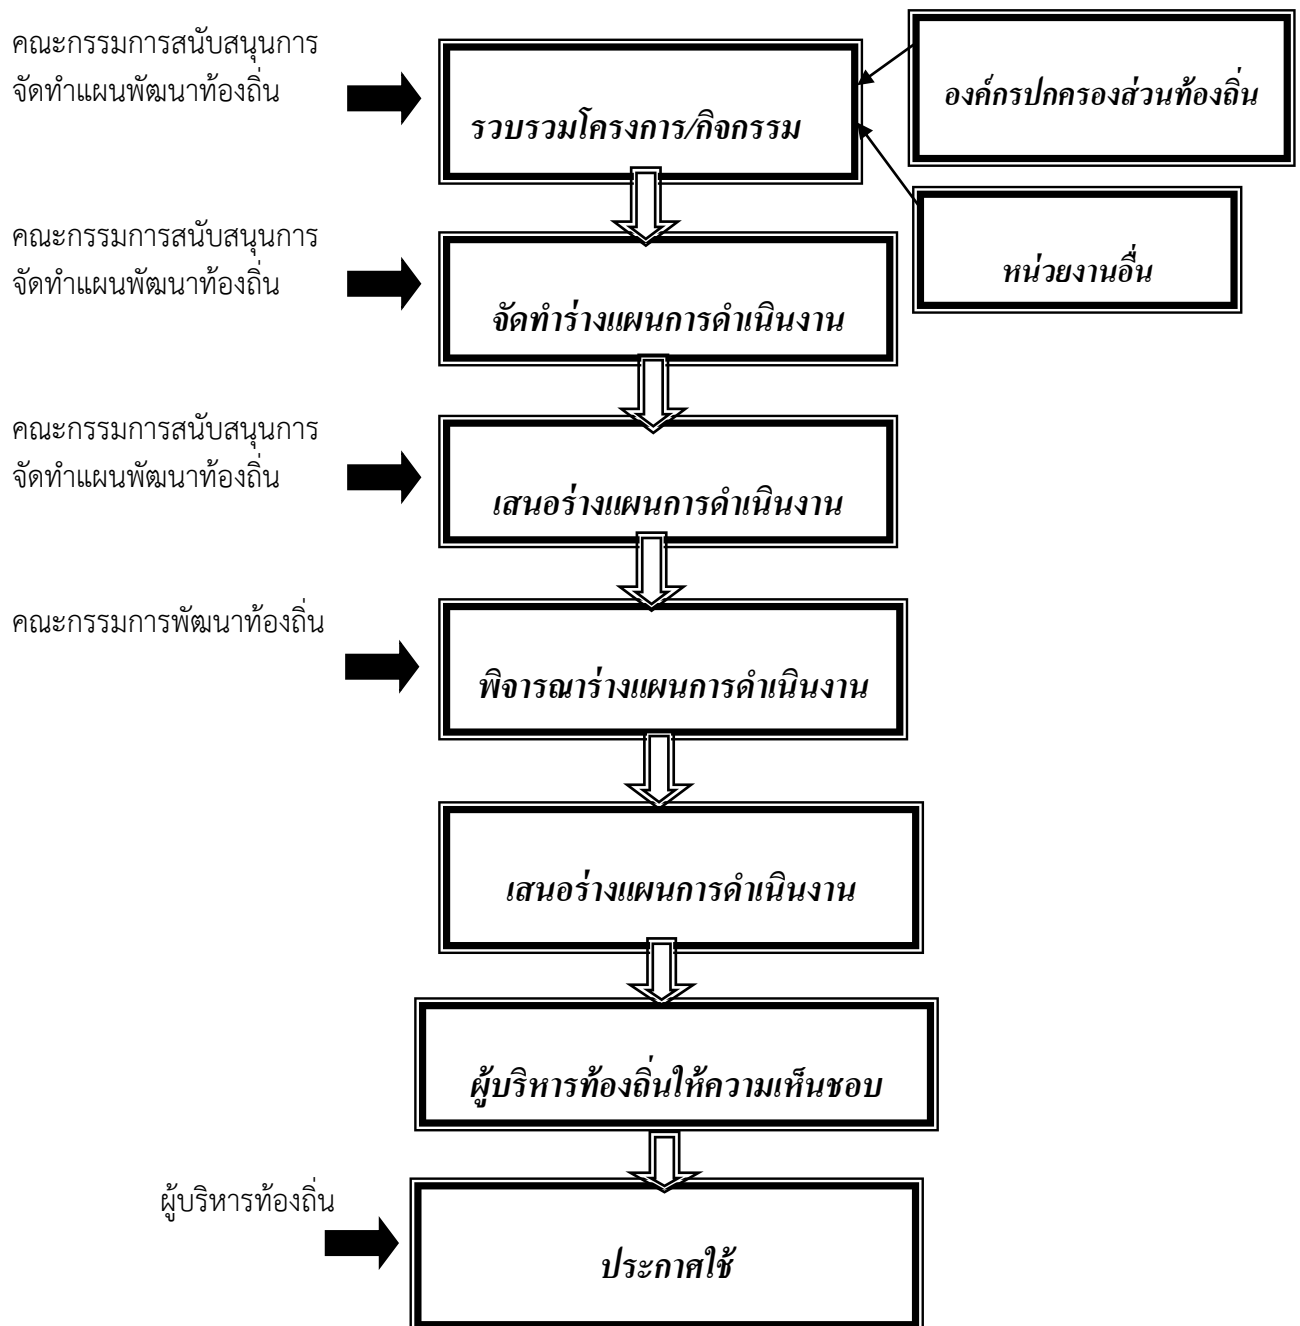 คณะกรรมการสนับสนุนการ
จัดทำแผนพัฒนาท้องถิ่น
รวบรวมโครงการ/กิจกรรม
องค์กรปกครองส่วนท้องถิ่น
หน่วยงานอื่น
คณะกรรมการสนับสนุนการ
จัดทำแผนพัฒนาท้องถิ่น
จัดทำร่างแผนการดำเนินงาน
คณะกรรมการสนับสนุนการ
จัดทำแผนพัฒนาท้องถิ่น
เสนอร่างแผนการดำเนินงาน
คณะกรรมการพัฒนาท้องถิ่น
พิจารณาร่างแผนการดำเนินงาน
เสนอร่างแผนการดำเนินงาน
ผู้บริหารท้องถิ่นให้ความเห็นชอบ
ผู้บริหารท้องถิ่น
ประกาศใช้